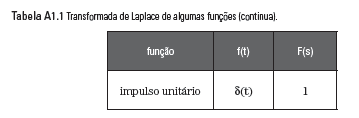 Tabela A1.1 Transformada de Laplace de algumas funções (continua).
função f(t) F(s)
impulso unitário δ(t) 1